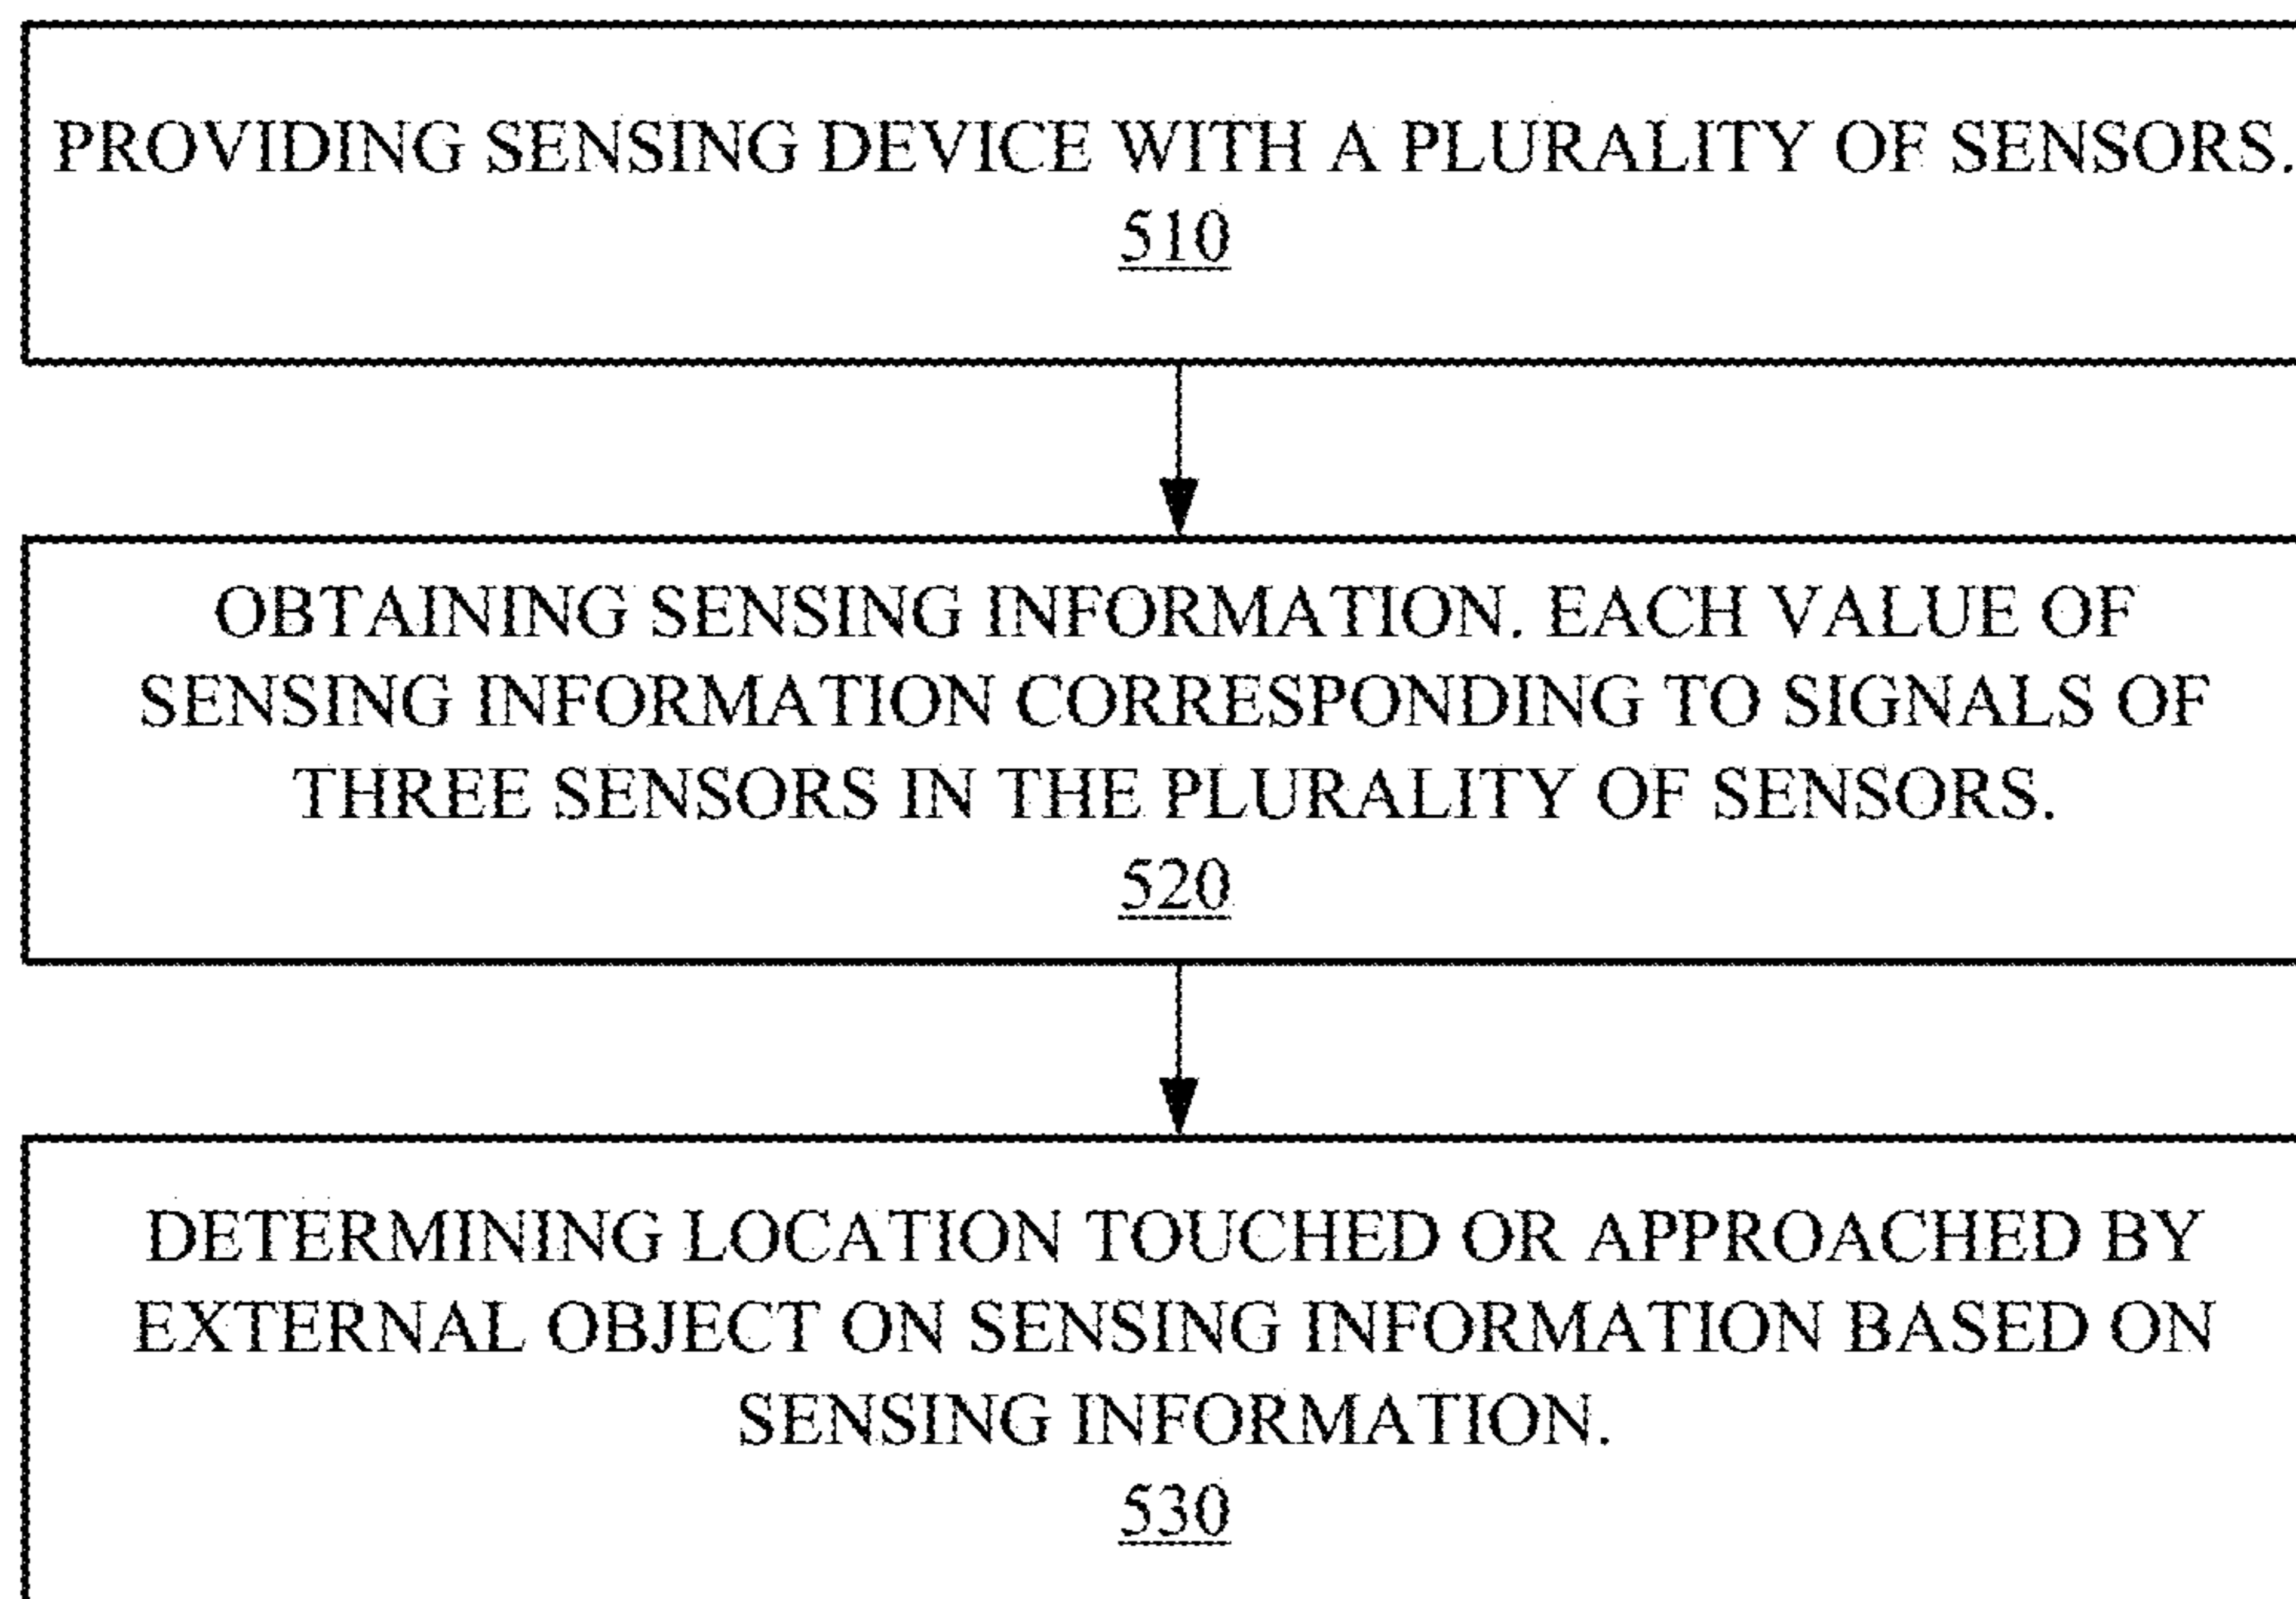 PROVIDING SENSING DEVICE WITH A PLURALITY OF SENSORS.
510
OBTAINING SENSING INFORMATION. EACH VALUE OF
SENSING INFORMATION CORRESPONDING TO SIGNALS OF
THREE SENSORS IN THE PLURALITY OF SENSORS.
520
DETERMINING LOCATION TOUCHED OR APPROACHED BY
EXTERNAL OBJECT ON SENSING INFORMATION BASED ON
SENSING INFORMATION.
530